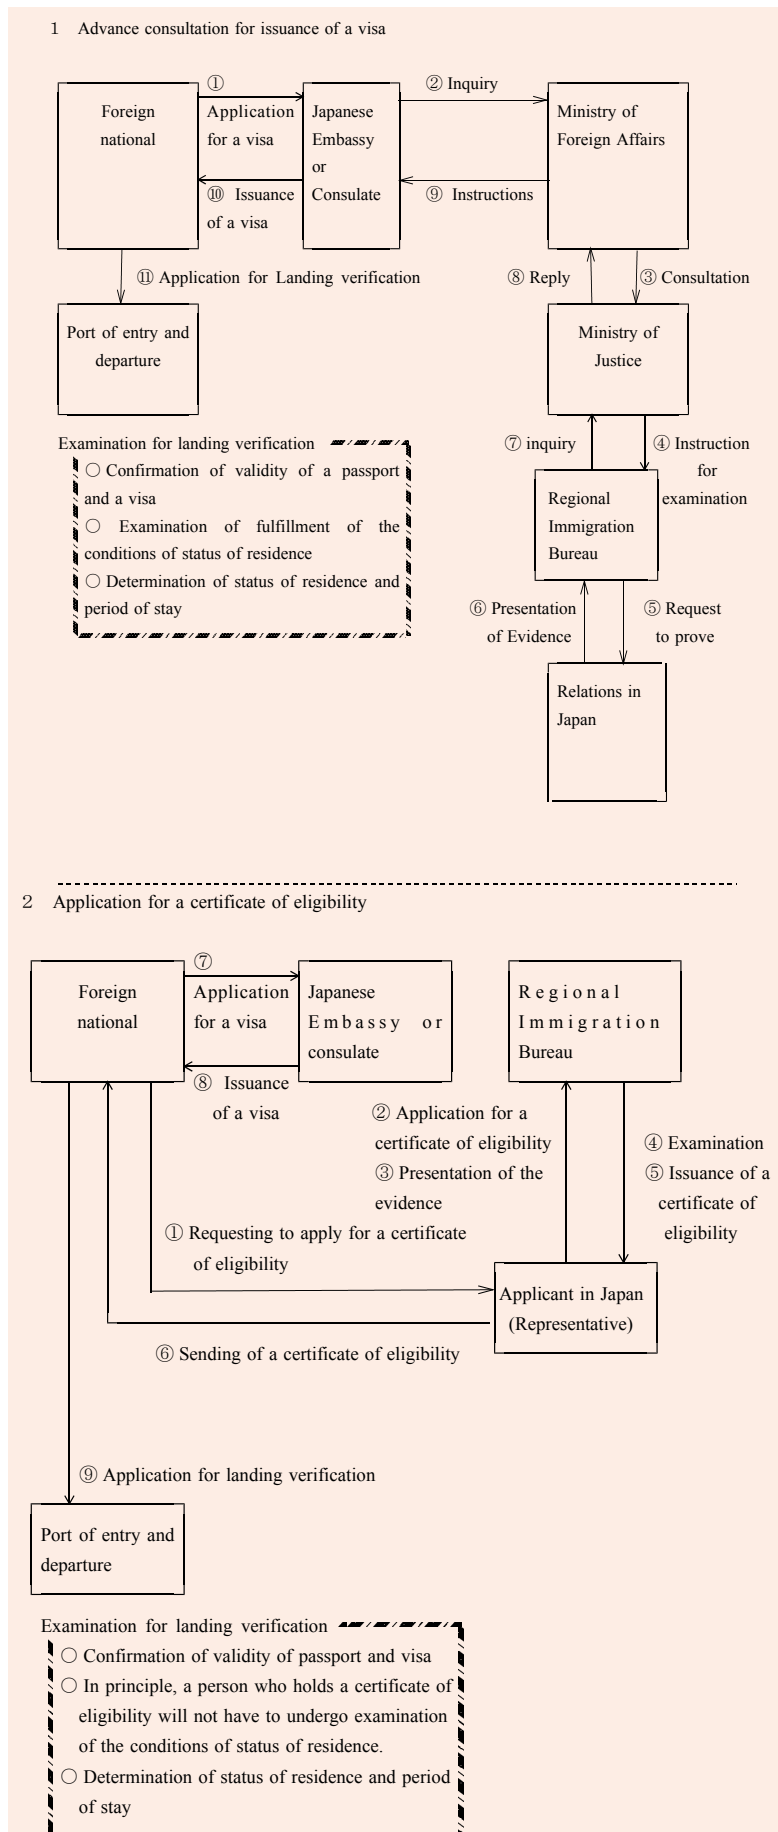 1 Advance consultation for issuance of a visa
Foreign
national
①
Application
for a visa
⑩ Issuance
of a visa
Japanese
Embassy
or
Consulate
② Inquiry
⑨ Instructions
Ministry of
Foreign Affairs
⑪ Application for Landing verification
⑧ Reply
③ Consultation
Port of entry and
departure
Ministry of
Justice
⑦ inquiry
④ Instruction
for
examination
Examination for landing verification
○ Confirmation of validity of a passport
and a visa
○ Examination of fulfillment of the
conditions of status of residence
○ Determination of status of residence and
period of stay
Regional
Immigration
Bureau
⑥ Presentation
of Evidence
⑤ Request
to prove
Relations in
Japan
2 Application for a certificate of eligibility
Foreign
national
⑦
Application
for a visa
⑧ Issuance
of a visa
Japanese
Embassy or
consulate
Regional
Immigration
Bureau
② Application for a
certificate of eligibility
③ Presentation of the
evidence
④ Examination
⑤ Issuance of a
certificate of
eligibility
① Requesting to apply for a certificate
of eligibility
Applicant in Japan
(Representative)
⑥ Sending of a certificate of eligibility
⑨ Application for landing verification
Port of entry and
departure
Examination for landing verification
○ Confirmation of validity of passport and visa
○ In principle, a person who holds a certificate of
eligibility will not have to undergo examination
of the conditions of status of residence.
○ Determination of status of residence and period
of stay